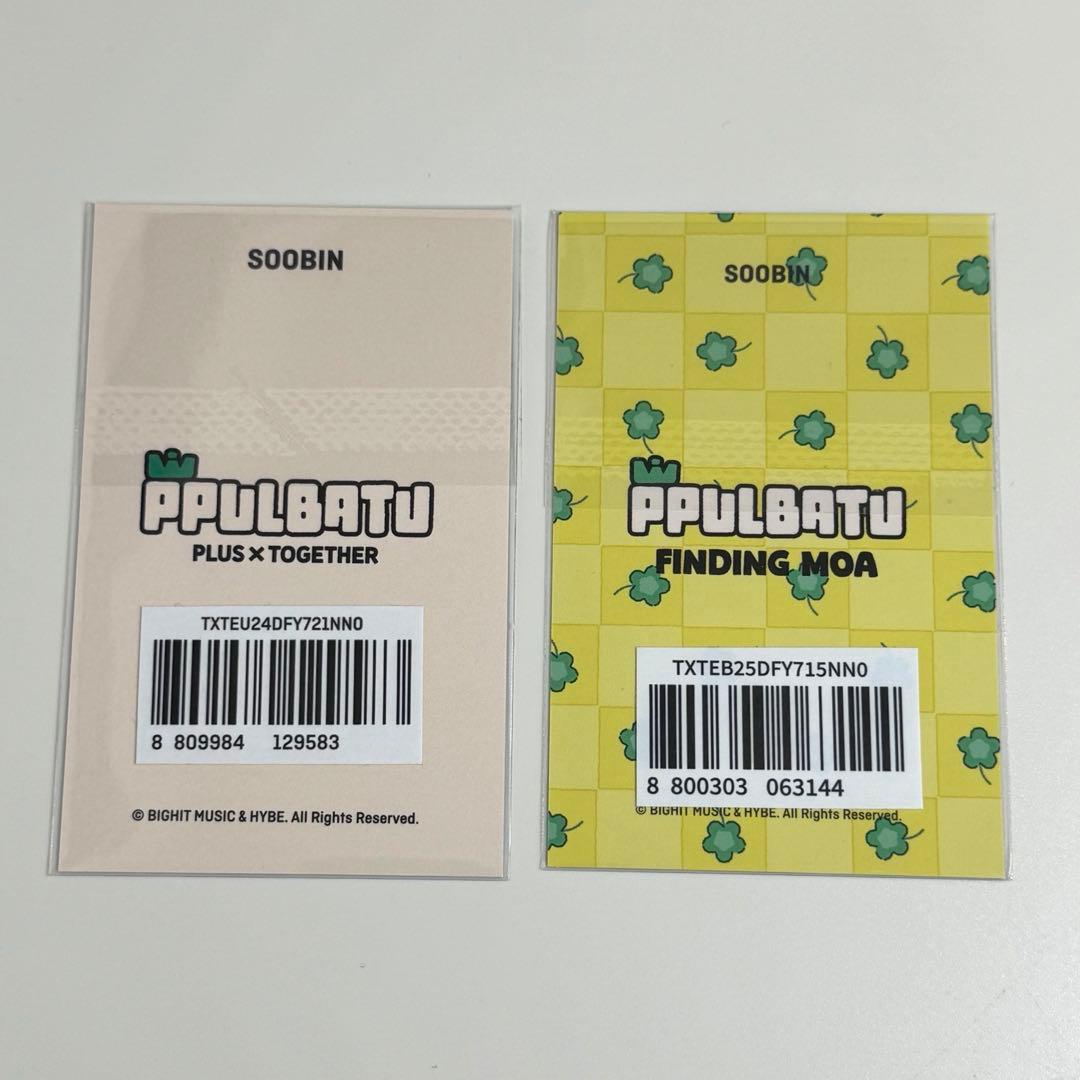 SOOBIN
PPULBATU
PLUS × TOGETHER
TXTEU24DFY721NN0
8 809984 129583
© BIGHIT MUSIC & HYBE. All Rights Reserved.
SOOBIN
PPULBATU
FINDING MOA
TXTEB25DFY715NN0
8 800303 063144
© BIGHIT MUSIC & HYBE. All Rights Reserved.